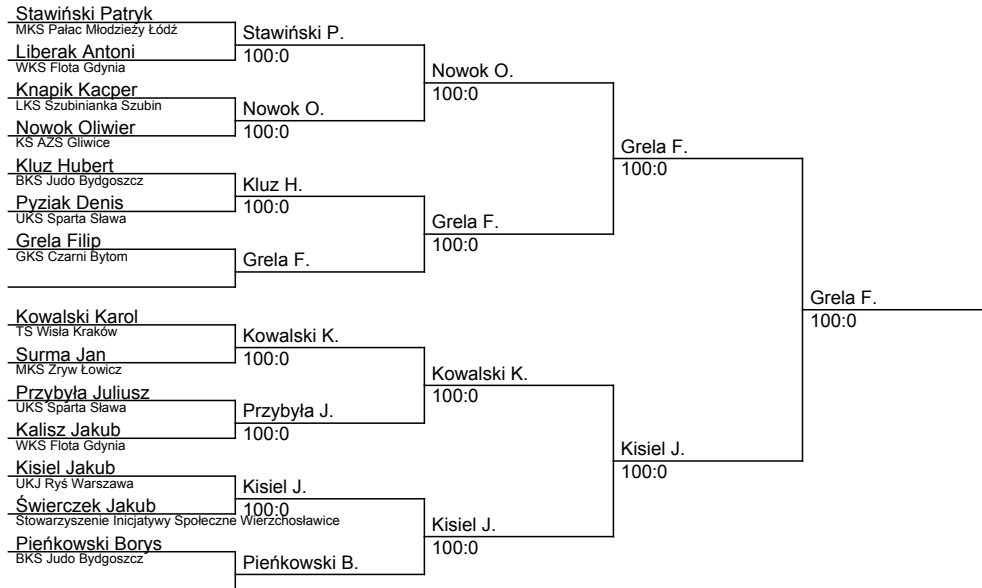 Stawiński Patryk
MKS Pałac Młodzieży Łódź
Stawiński P.
100:0
Liberak Antoni
WKS Flota Gdynia
Nowok O.
100:0
Knapik Kacper
LKS Szubinianka Szubin
Nowok O.
100:0
Nowok Oliwier
KS AZS Gliwice
Grela F.
100:0
Kluz Hubert
BKS Judo Bydgoszcz
Kluz H.
100:0
Pyziak Denis
UKS Sparta Sława
Grela F.
100:0
Grela Filip
GKS Czarni Bytom
Grela F.
Grela F.
100:0
Kowalski Karol
TS Wisła Kraków
Kowalski K.
100:0
Surma Jan
MKS Zryw Łowicz
Kowalski K.
100:0
Przybyła Juliusz
UKS Sparta Sława
Przybyła J.
100:0
Kalisz Jakub
WKS Flota Gdynia
Kisiel J.
100:0
Kisiel Jakub
UKJ Ryś Warszawa
Kisiel J.
100:0
Świerczek Jakub
Stowarzyszenie Inicjatywy Społeczne Wierzchosławice
Kisiel J.
100:0
Pieńkowski Borys
BKS Judo Bydgoszcz
Pieńkowski B.